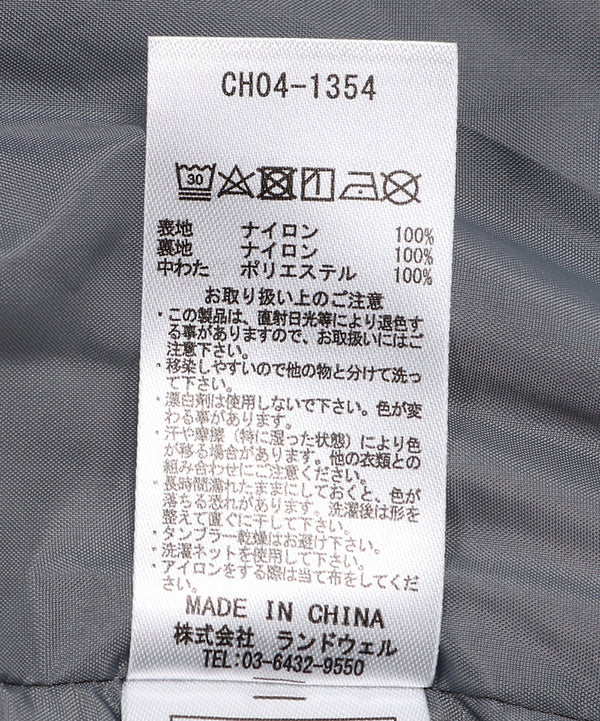 CH04-1354
30
表地 ナイロン 100%
裏地 ナイロン 100%
中わた ポリエステル 100%
お取り扱い上のご注意
・この製品は、直射日光等により退色す
る事がありますので、お取扱いにはご
注意下さい。
・移染しやすいので他の物と分けて洗っ
て下さい。
・漂白剤は使用しないで下さい。色が変
わる事があります。
・汗や摩擦（特に湿った状態）により色
が移る場合があります。他の衣類との
組み合わせにご注意ください。
・長時間濡れたままにしておくと、色が
落ちる恐れがあります。洗濯後は形を
整えて直ぐに干して下さい。
・タンブラー乾燥はお避け下さい。
・洗濯ネットを使用して下さい。
・アイロンをする際は当て布をしてくだ
さい。
MADE IN CHINA
株式会社 ランドウェル
TEL:03-6432-9550